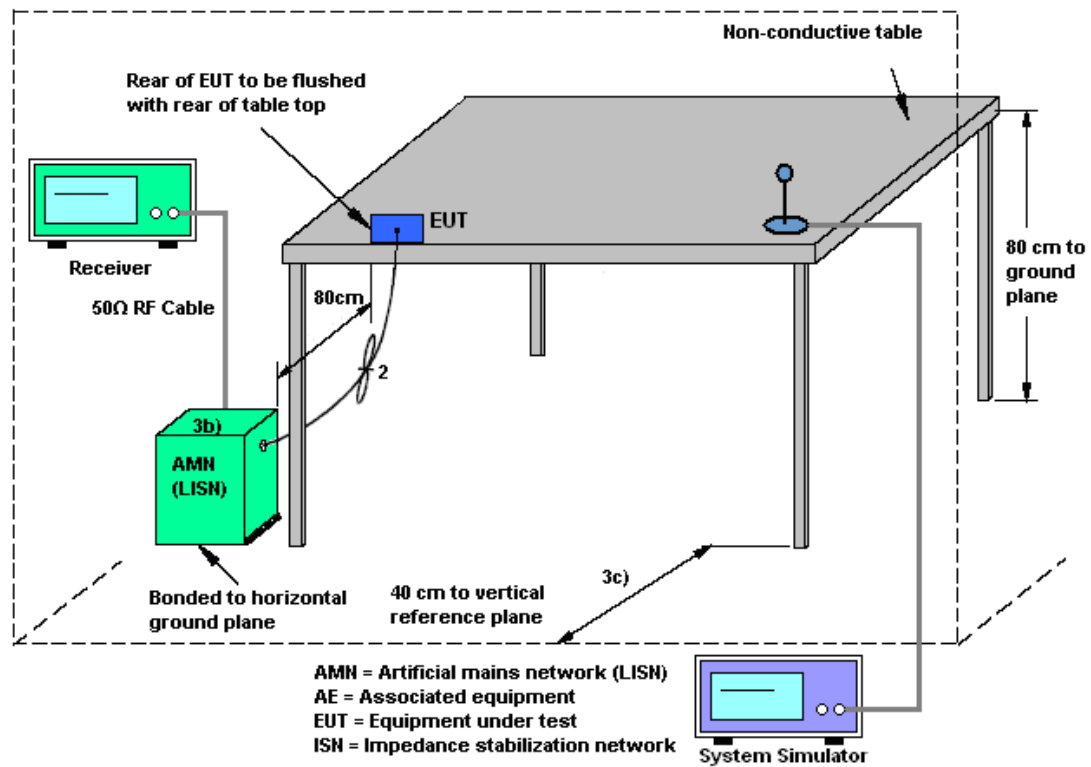 Non-conductive table
Rear of EUT to be flushed
with rear of table top
EUT
Receiver
80 cm to
ground
plane
50Ω RF Cable
80cm
2
3b)
AMN
(LISN)
3c)
Bonded to horizontal
ground plane
40 cm to vertical
reference plane
AMN = Artificial mains network (LISN)
AE = Associated equipment
EUT = Equipment under test
ISN = Impedance stabilization network
System Simulator